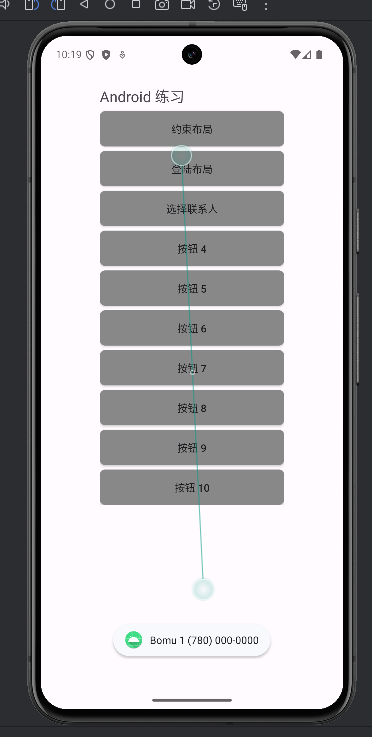 10:19
Android 练习
约束布局
登陆布局
选择联系人
按钮 4
按钮 5
按钮 6
按钮 7
按钮 8
按钮 9
按钮 10
Bomu 1 (780) 000-0000